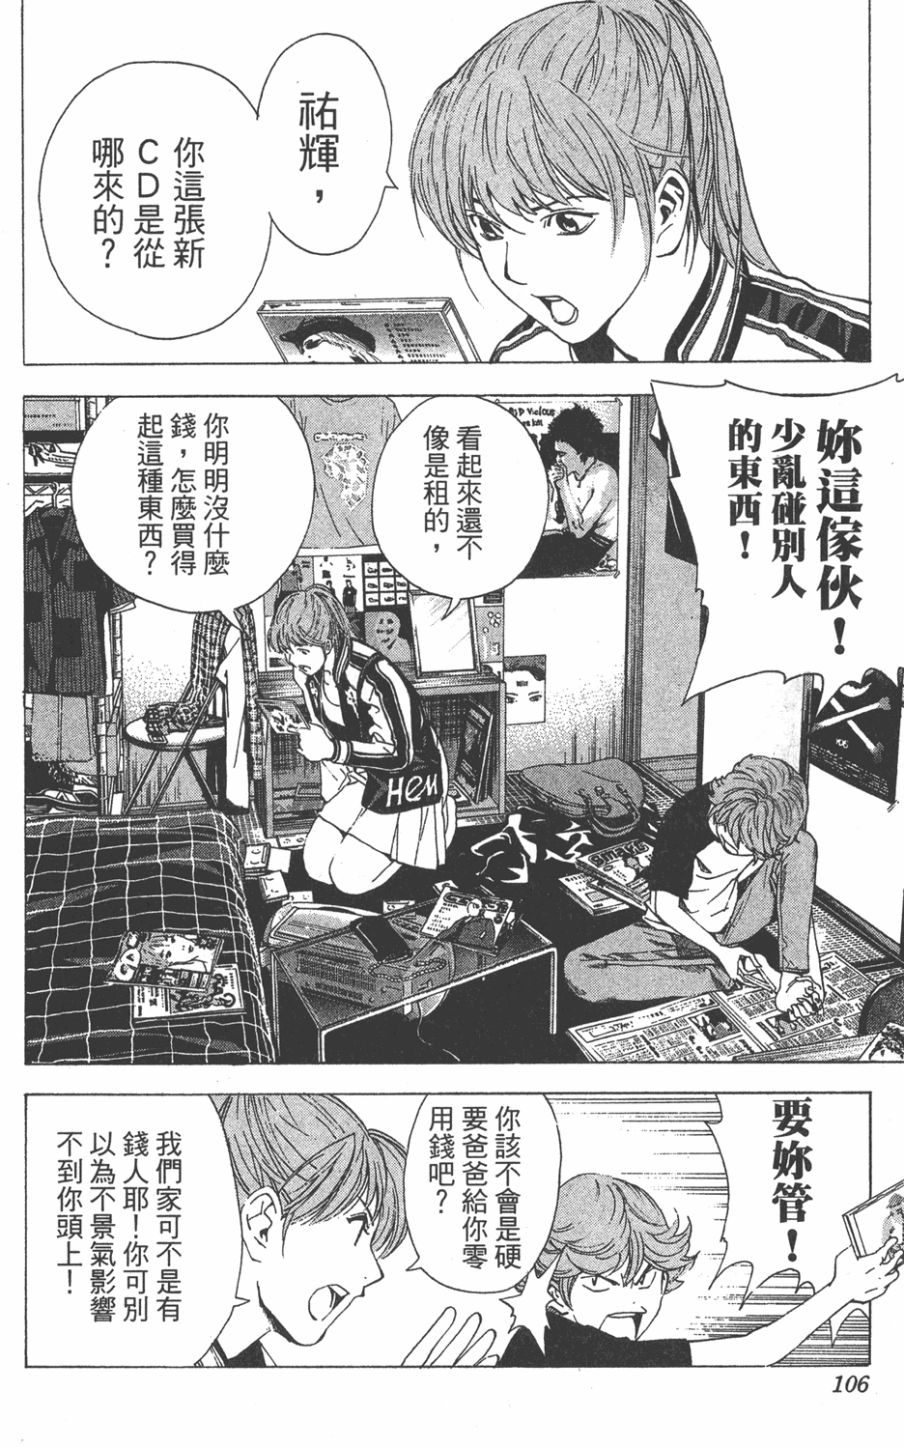 祐輝，
你這張新
ＣＤ是從
哪來的？
妳這傢伙！
少亂碰別人
的東西！
看起來還不
像是租的，
你明明沒什麼
錢，怎麼買得
起這種東西？
Vicious
HEM
SMAK
CD
要妳管！
你該不會是硬
要爸爸給你零
用錢吧？
我們家可不是有
錢人耶！你可別
以為不景氣影響
不到你頭上！
106